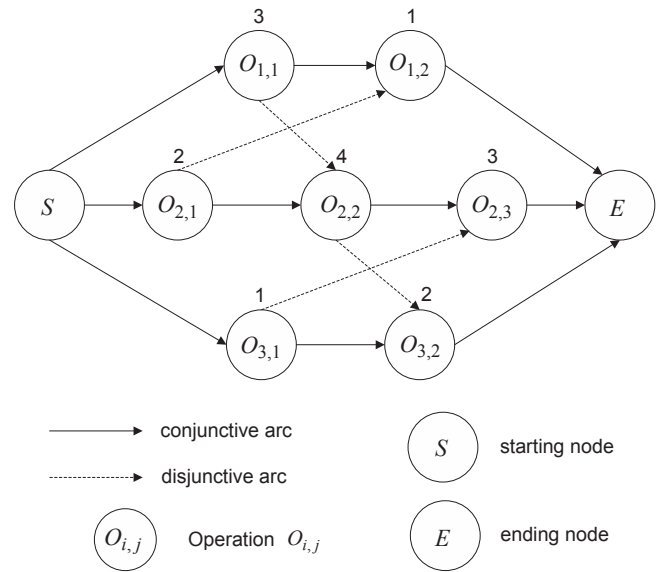 3 1
O1,1 O1,2
2 4 3
S O2,1 O2,2 O2,3 E
1 2
O3,1 O3,2
conjunctive arc
disjunctive arc
Oi,j Operation Oi,j
S starting node
E ending node